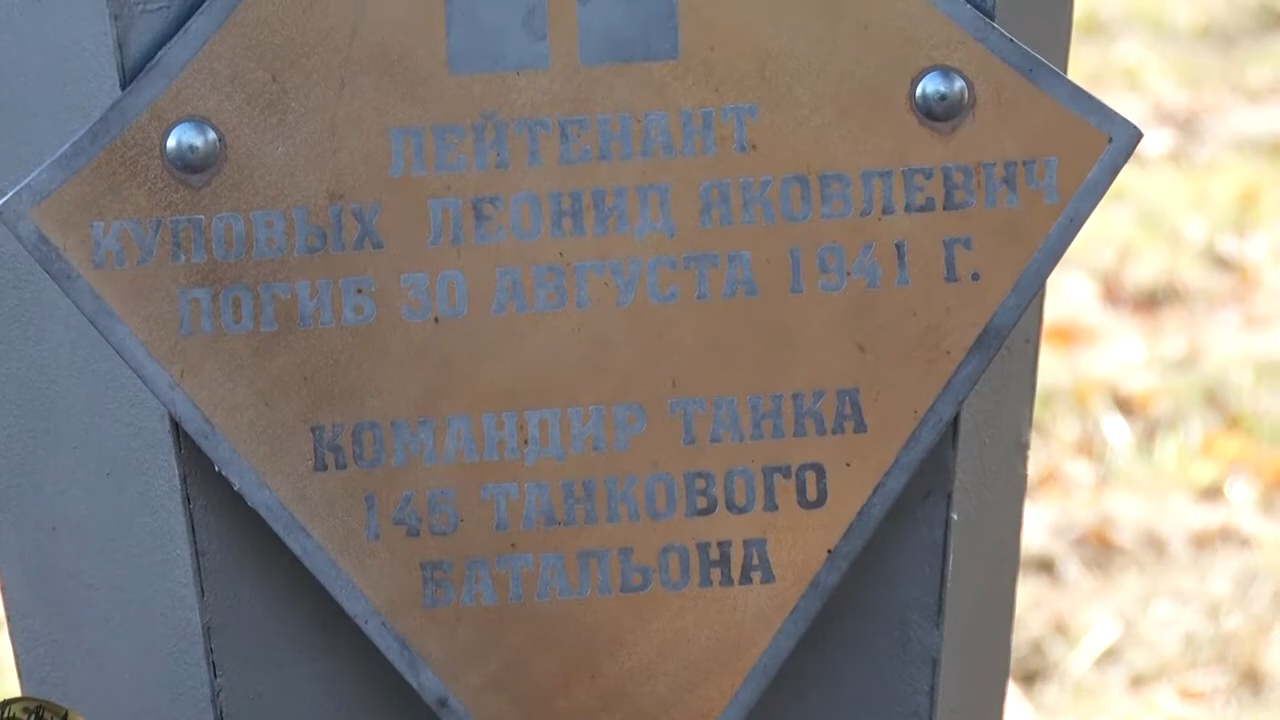 ЛЕЙТЕНАНТ
КУПОВЫХ ЛЕОНИД ЯКОВЛЕВИЧ
ПОГИБ 30 АВГУСТА 1941 Г.
КОМАНДИР ТАНКА
145 ТАНКОВОГО
БАТАЛЬОНА